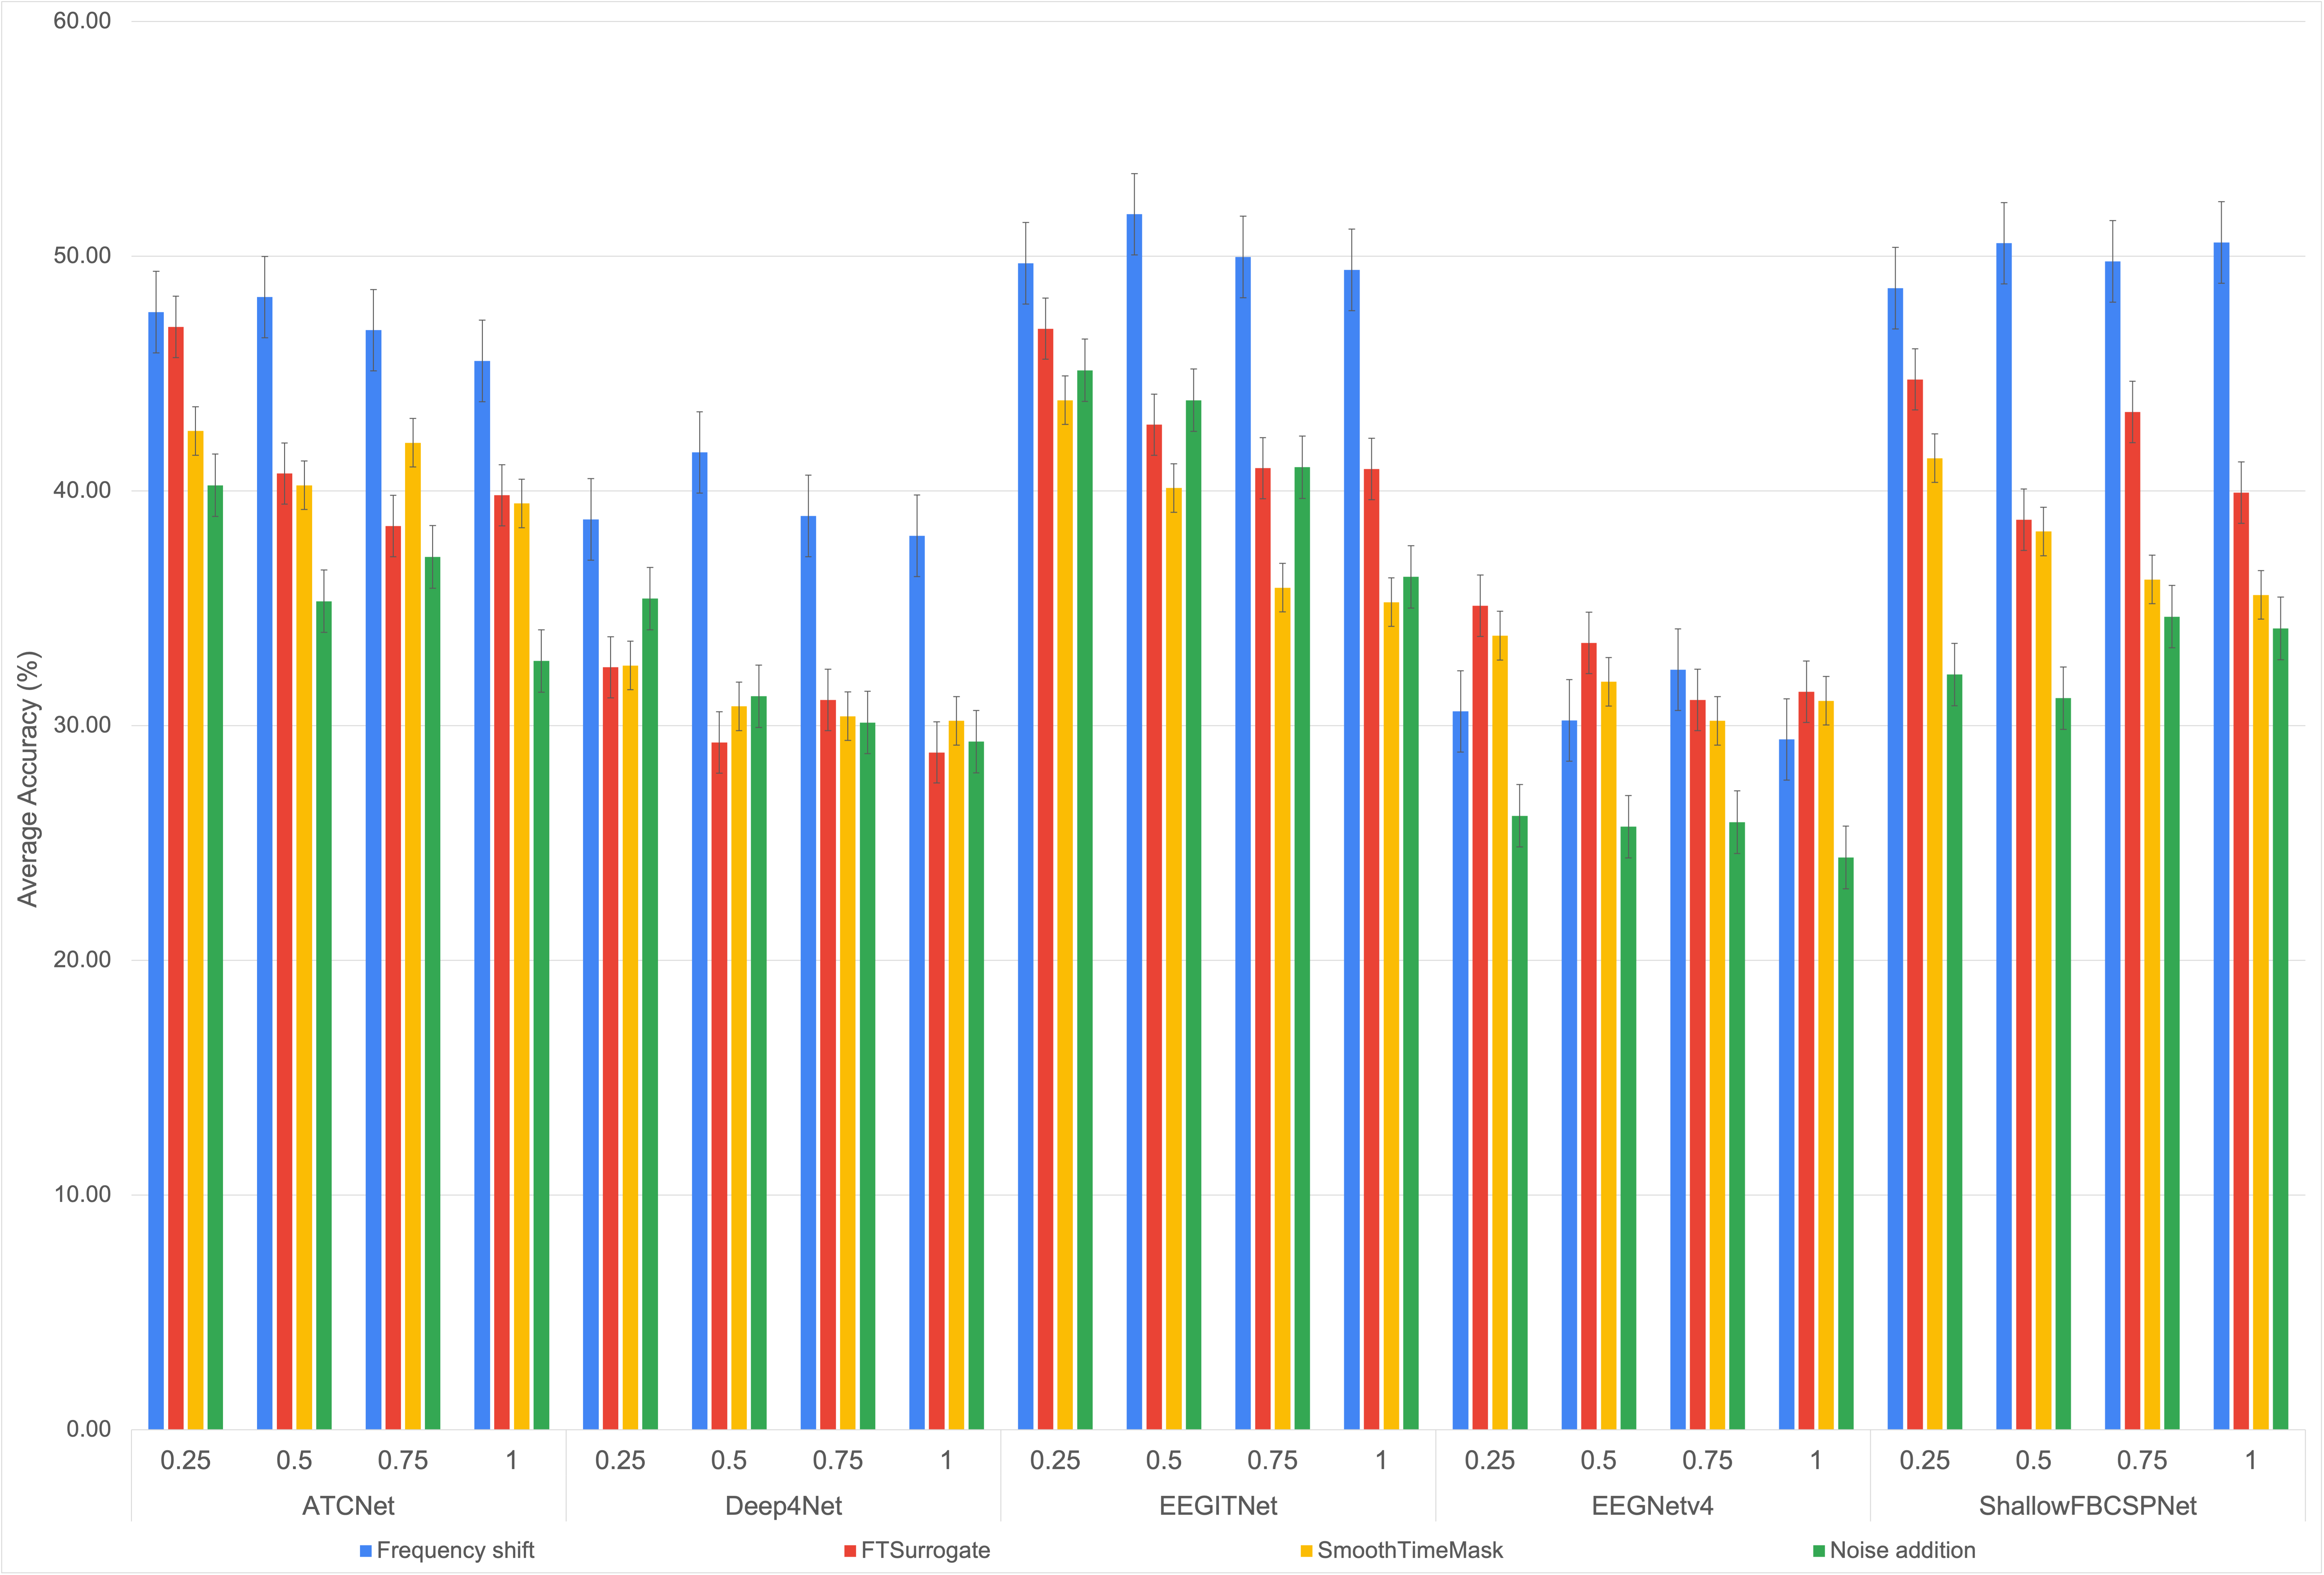 60.00
50.00
40.00
30.00
20.00
10.00
0.00
Average Accuracy (%)
0.25 0.5 0.75 1 0.25 0.5 0.75 1 0.25 0.5 0.75 1 0.25 0.5 0.75 1 0.25 0.5 0.75 1
ATCNet Deep4Net EEGITNet EEGNetv4 ShallowFBCSPNet
Frequency shift FTSurrogate SmoothTimeMask Noise addition